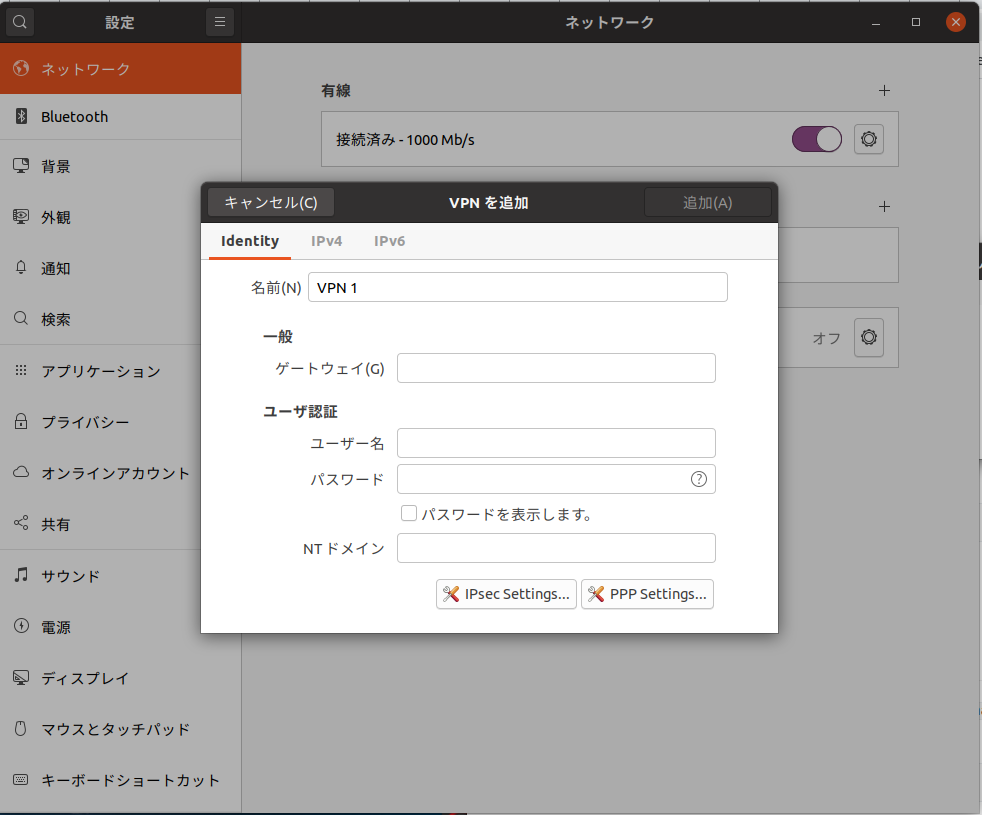 設定
ネットワーク
ネットワーク
Bluetooth
背景
外観
通知
検索
アプリケーション
プライバシー
オンラインアカウント
共有
サウンド
電源
ディスプレイ
マウスとタッチパッド
キーボードショートカット
有線
接続済み - 1000 Mb/s
オフ
キャンセル(C)
VPN を追加
追加(A)
Identity
IPv4
IPv6
名前(N)
VPN 1
一般
ゲートウェイ(G)
ユーザ認証
ユーザー名
パスワード
パスワードを表示します。
NT ドメイン
IPsec Settings...
PPP Settings...